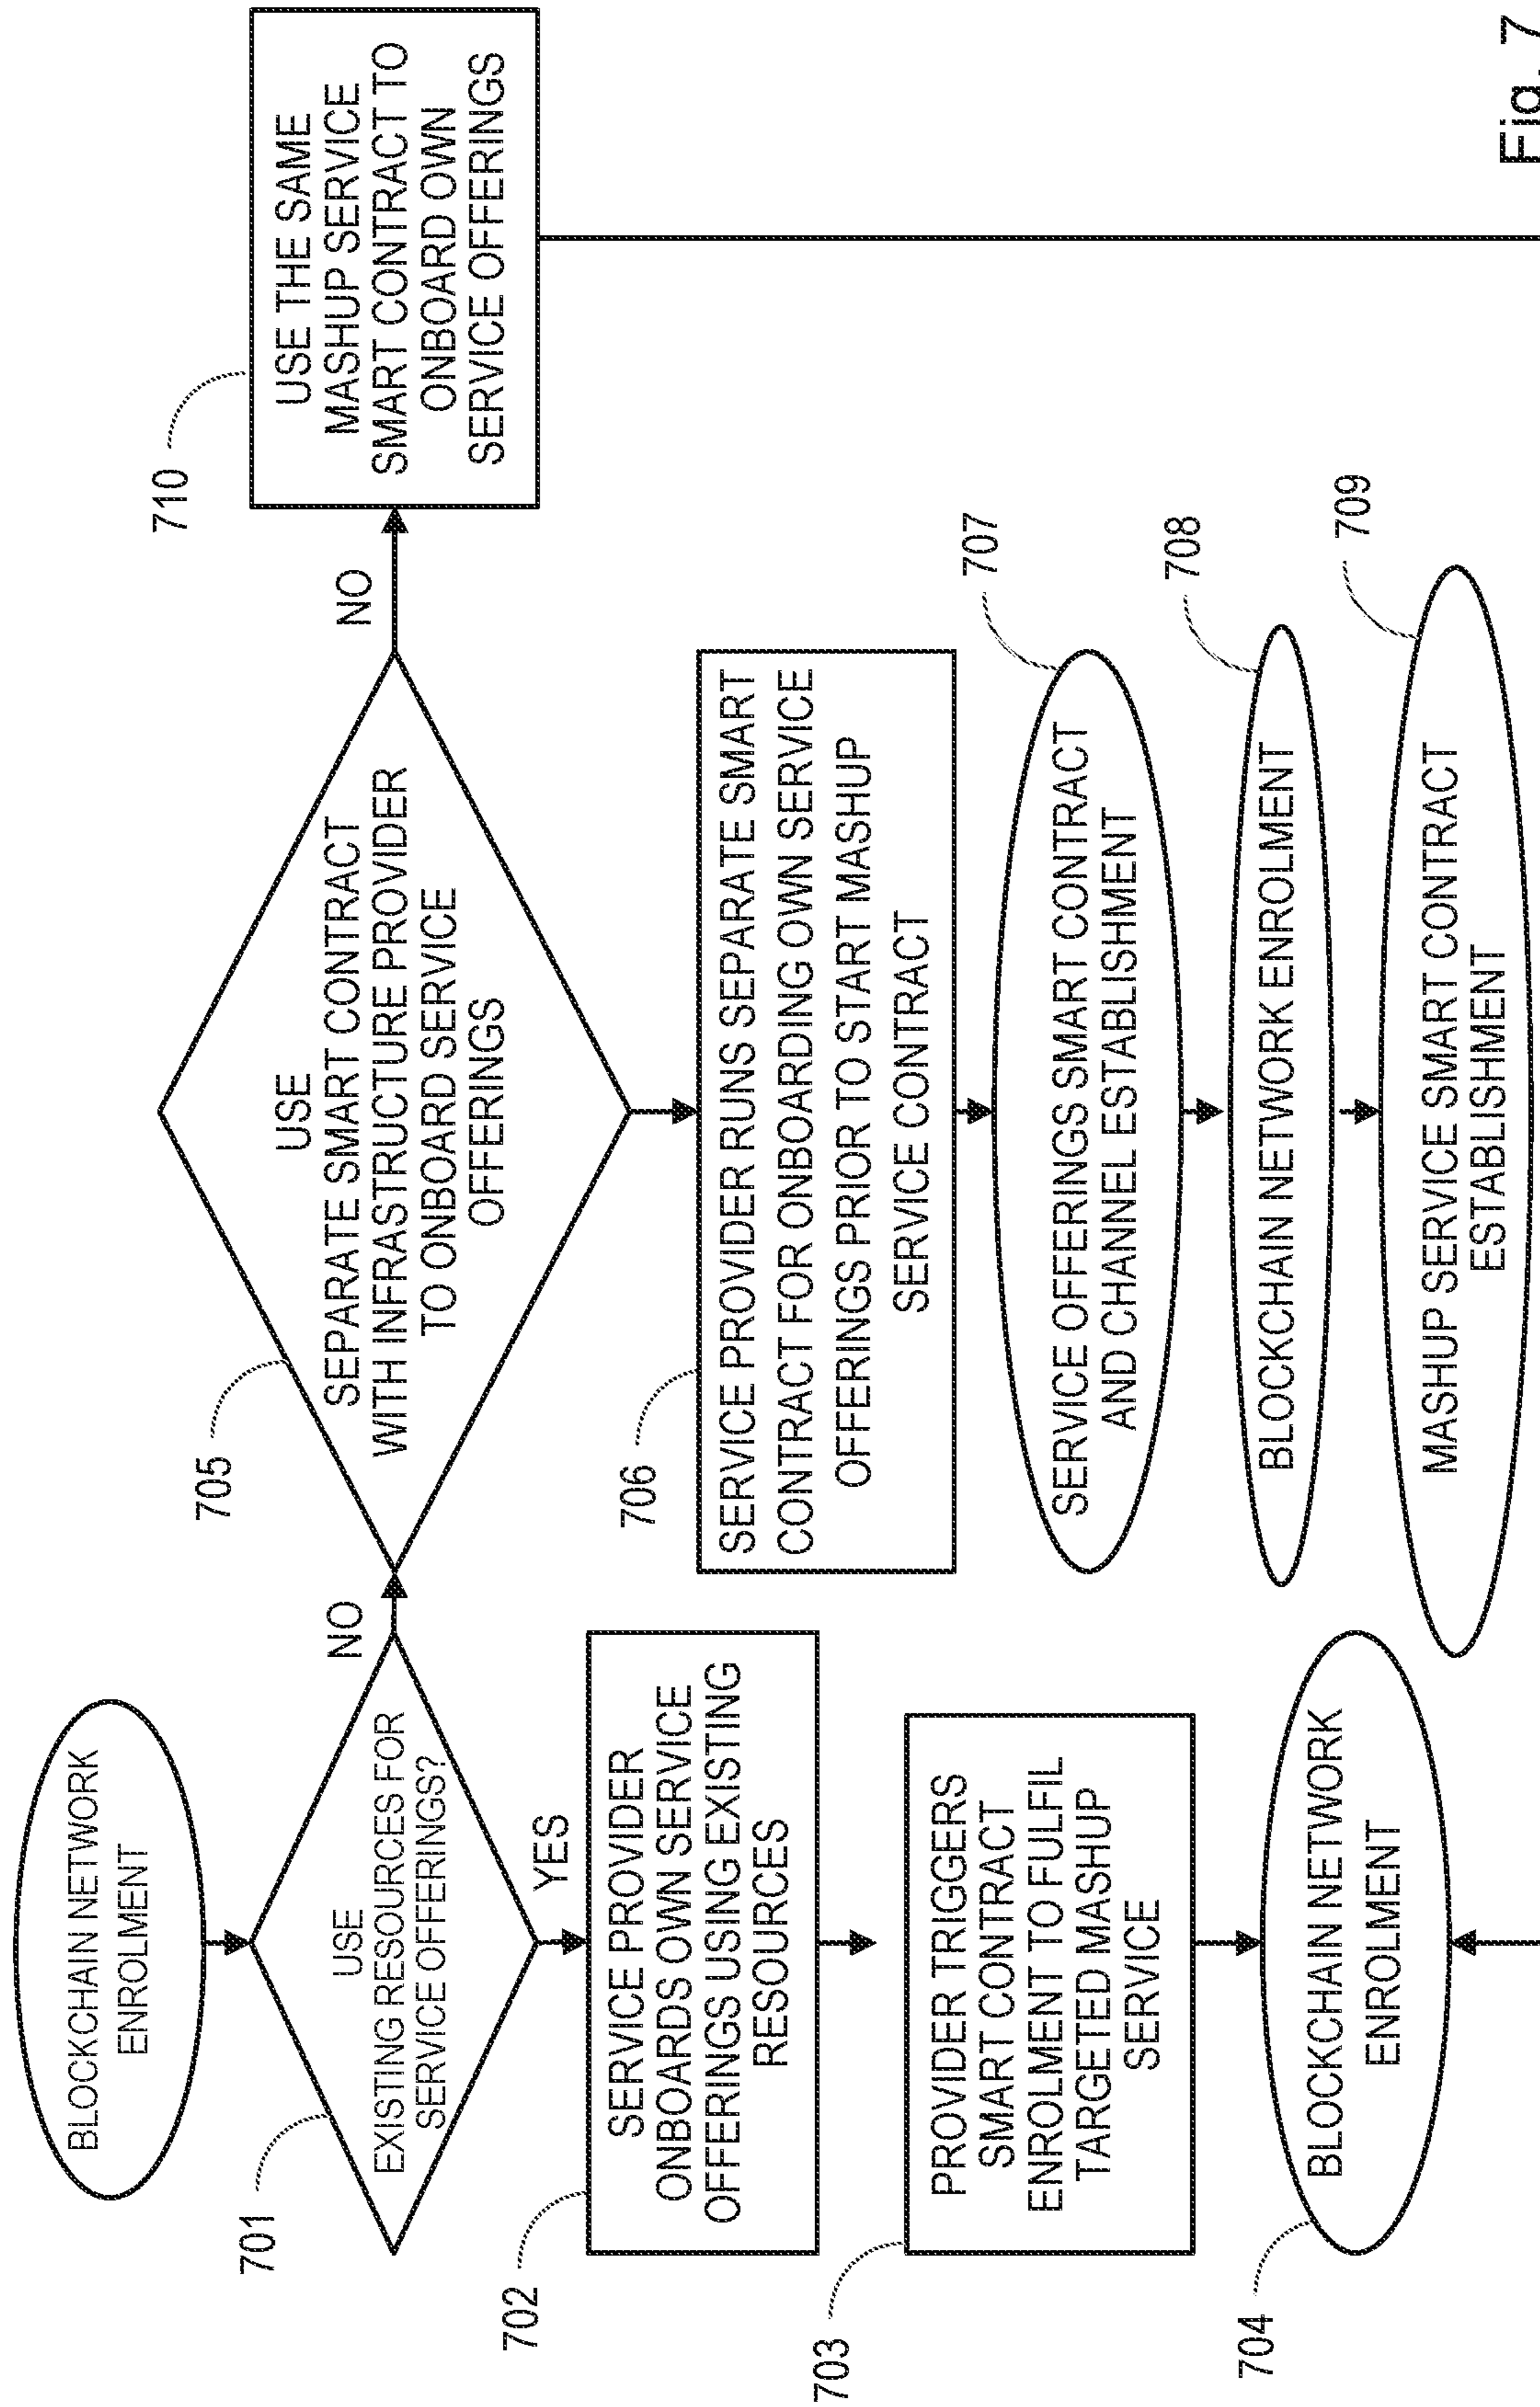 BLOCKCHAIN NETWORK
ENROLMENT
701
USE
EXISTING RESOURCES FOR
SERVICE OFFERINGS?
NO
YES
702
SERVICE PROVIDER
ONBOARDS OWN SERVICE
OFFERINGS USING EXISTING
RESOURCES
703
PROVIDER TRIGGERS
SMART CONTRACT
ENROLMENT TO FULFIL
TARGETED MASHUP
SERVICE
704
BLOCKCHAIN NETWORK
ENROLMENT
705
USE
SEPARATE SMART CONTRACT
WITH INFRASTRUCTURE PROVIDER
TO ONBOARD SERVICE
OFFERINGS
NO
706
SERVICE PROVIDER RUNS SEPARATE SMART
CONTRACT FOR ONBOARDING OWN SERVICE
OFFERINGS PRIOR TO START MASHUP
SERVICE CONTRACT
707
SERVICE OFFERINGS SMART CONTRACT
AND CHANNEL ESTABLISHMENT
708
BLOCKCHAIN NETWORK ENROLMENT
709
MASHUP SERVICE SMART CONTRACT
ESTABLISHMENT
710
USE THE SAME
MASHUP SERVICE
SMART CONTRACT TO
ONBOARD OWN
SERVICE OFFERINGS
Fig. 7